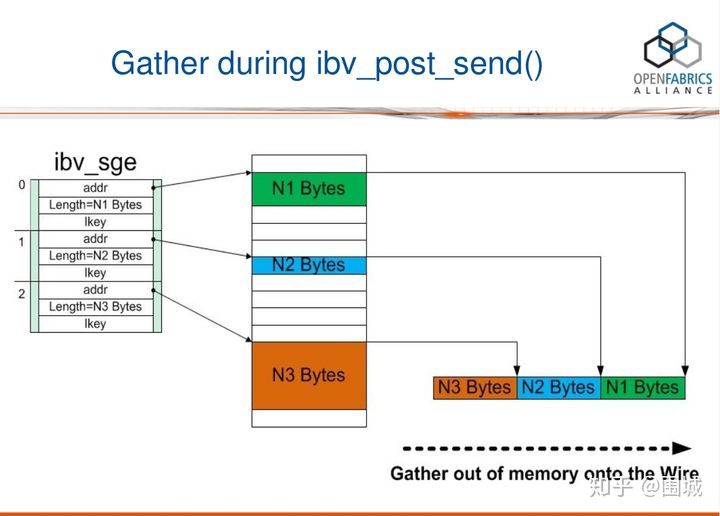 Gather during ibv_post_send()
OPENFABRICS
ALLIANCE
ibv_sge
0
addr
Length=N1 Bytes
lkey
1
addr
Length=N2 Bytes
lkey
2
addr
Length=N3 Bytes
lkey
N1 Bytes
N2 Bytes
N3 Bytes
N3 Bytes N2 Bytes N1 Bytes
Gather out of memory onto the Wire
知乎 @围城